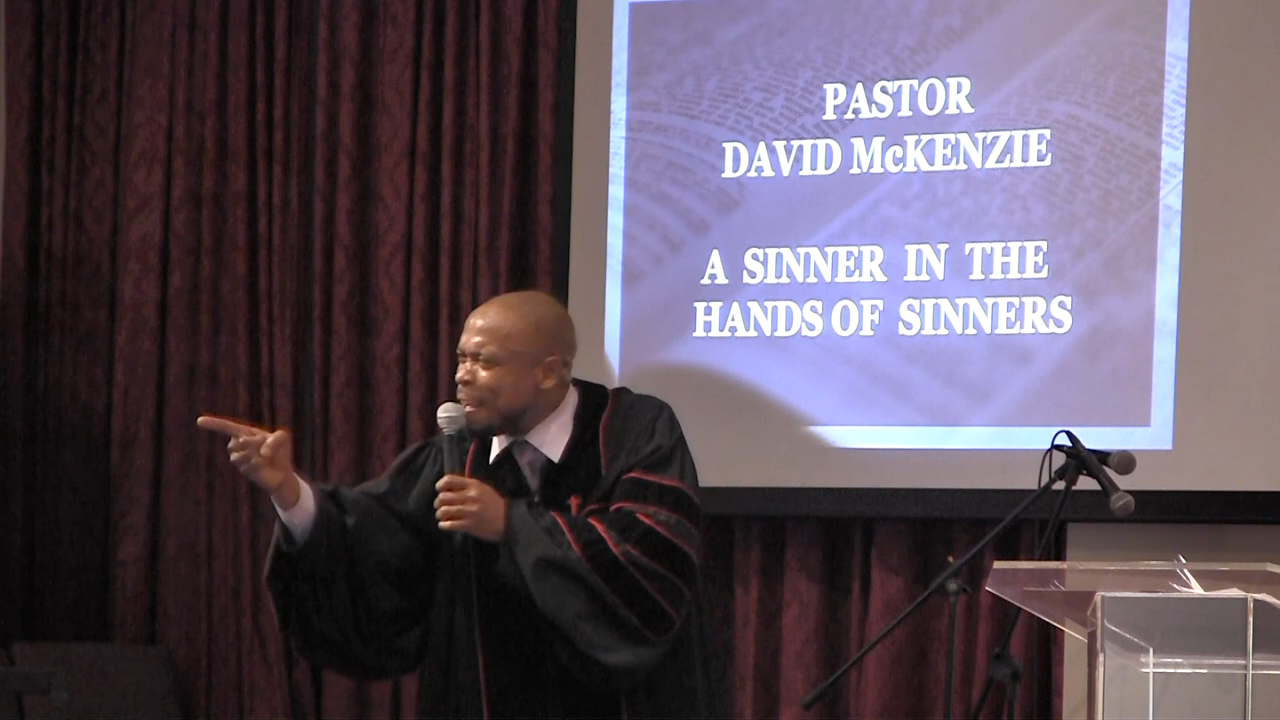 PASTOR
DAVID McKENZIE
A SINNER IN THE
HANDS OF SINNERS